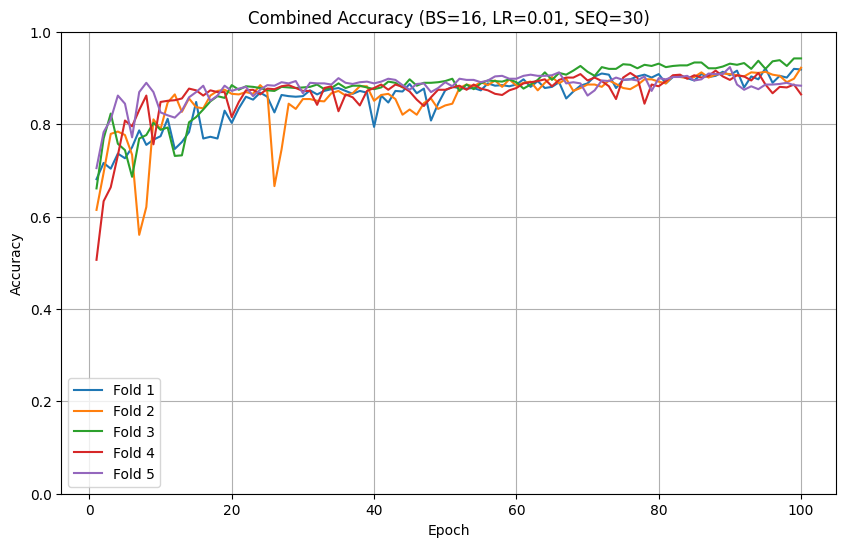 Combined Accuracy (BS=16, LR=0.01, SEQ=30)
Accuracy
1.0
0.8
0.6
0.4
0.2
0.0
Fold 1
Fold 2
Fold 3
Fold 4
Fold 5
0 20 40 60 80 100
Epoch